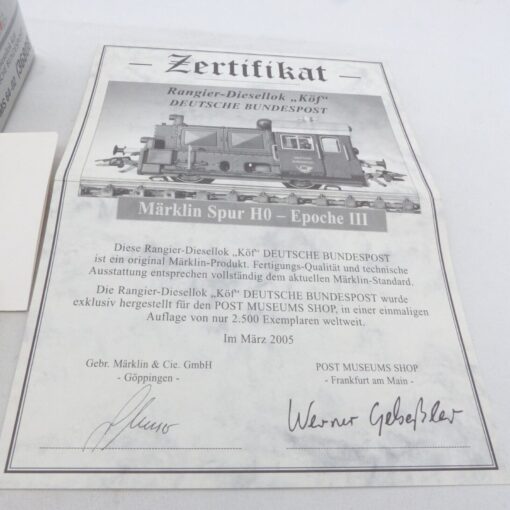 Zertifikat
Rangier-Diesellok „Köf"
DEUTSCHE BUNDESPOST
Märklin Spur H0 – Epoche III
Diese Rangier-Diesellok „Köf" DEUTSCHE BUNDESPOST
ist ein original Märklin-Produkt. Fertigungs-Qualität und technische
Ausstattung entsprechen vollständig dem aktuellen Märklin-Standard.
Die Rangier-Diesellok „Köf" DEUTSCHE BUNDESPOST wurde
exklusiv hergestellt für den POST MUSEUMS SHOP, in einer einmaligen
Auflage von nur 2.500 Exemplaren weltweit.
Im März 2005
Gebr. Märklin & Cie. GmbH
- Göppingen -
POST MUSEUMS SHOP
- Frankfurt am Main -
Werner